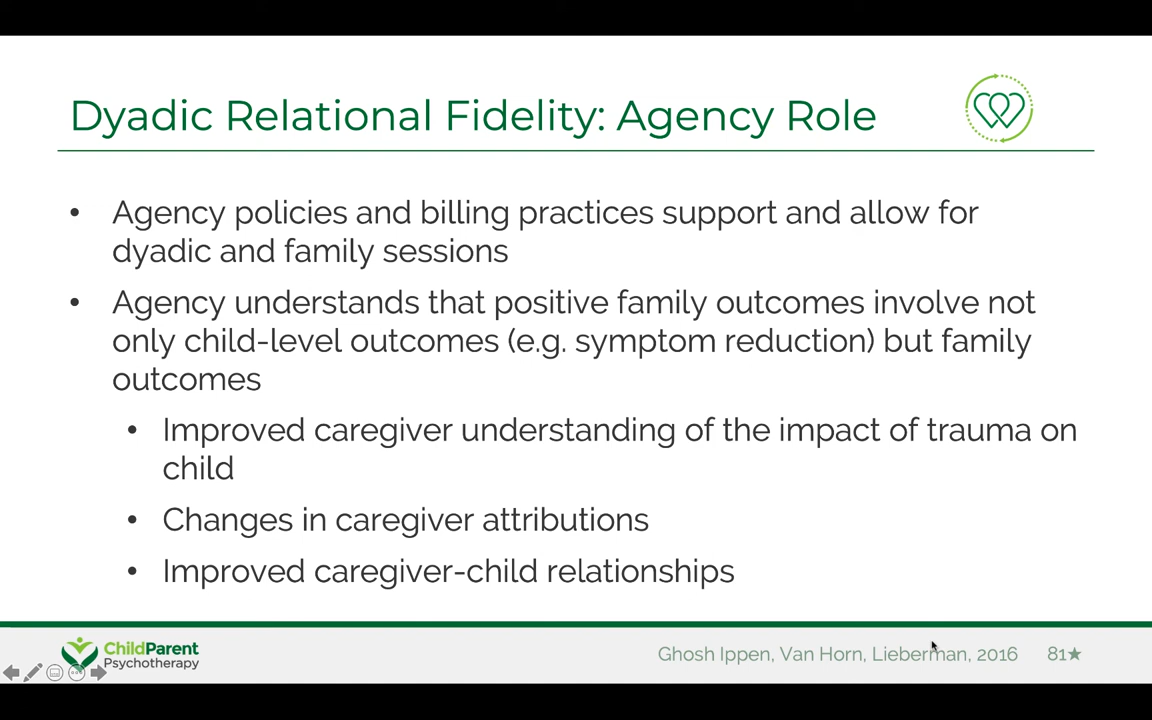 Dyadic Relational Fidelity: Agency Role
• Agency policies and billing practices support and allow for
dyadic and family sessions
• Agency understands that positive family outcomes involve not
only child-level outcomes (e.g. symptom reduction) but family
outcomes
• Improved caregiver understanding of the impact of trauma on
child
• Changes in caregiver attributions
• Improved caregiver-child relationships
ChildParent
Psychotherapy
Ghosh Ippen, Van Horn, Lieberman, 2016
81★